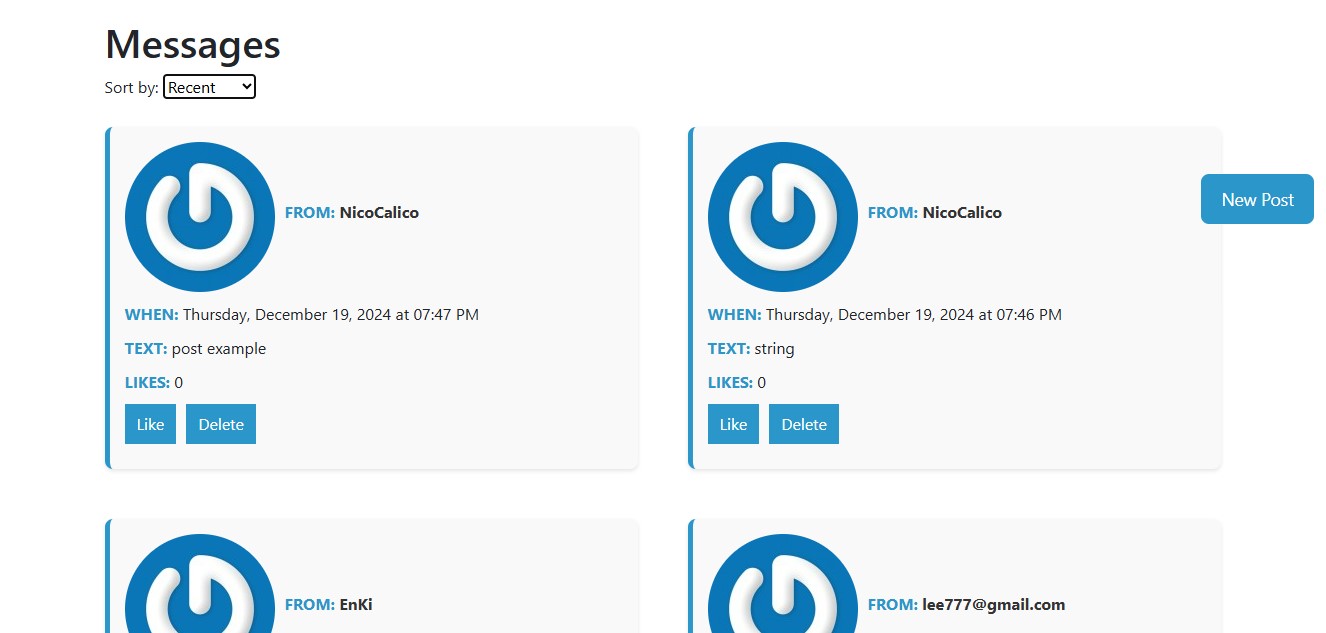 Messages
Sort by: Recent
FROM: NicoCalico
WHEN: Thursday, December 19, 2024 at 07:47 PM
TEXT: post example
LIKES: 0
Like Delete
FROM: NicoCalico
WHEN: Thursday, December 19, 2024 at 07:46 PM
TEXT: string
LIKES: 0
Like Delete
New Post
FROM: EnKi
FROM: lee777@gmail.com